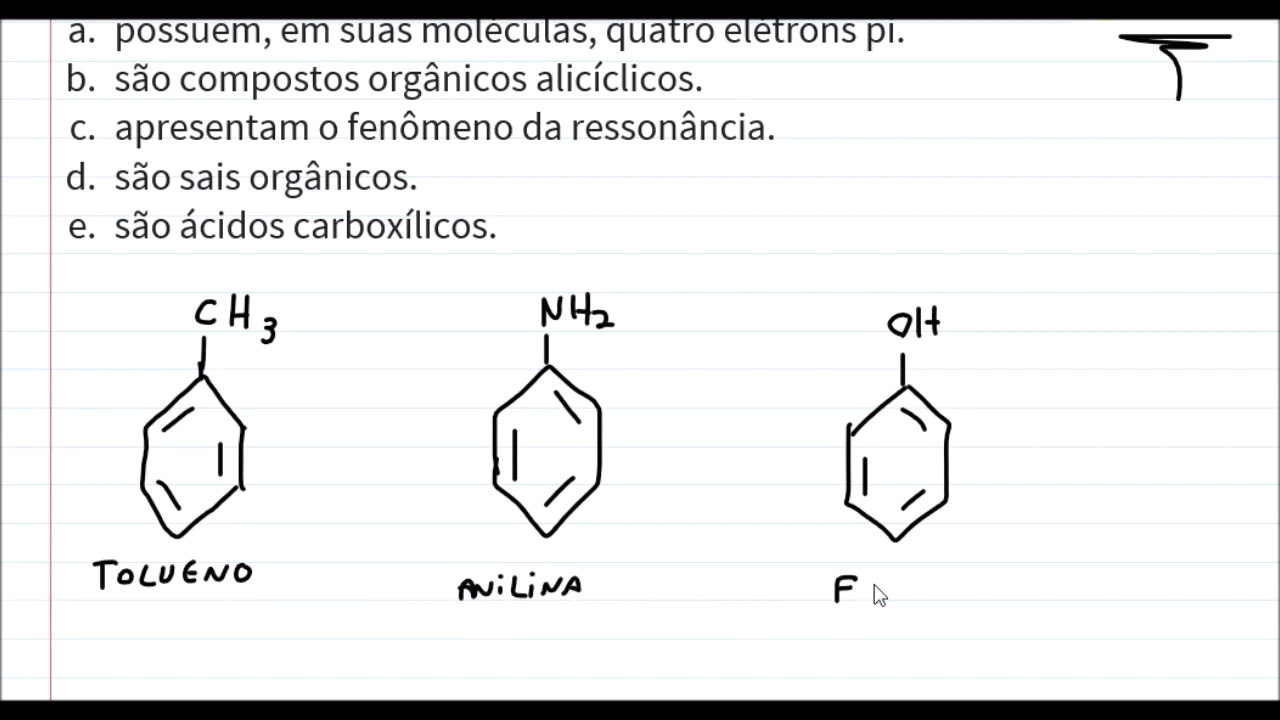 a. possuem, em suas moléculas, quatro elétrons pi.
b. são compostos orgânicos alicíclicos.
c. apresentam o fenômeno da ressonância.
d. são sais orgânicos.
e. são ácidos carboxílicos.
CH3 NH2 OH
TOLUENO ANILINA F